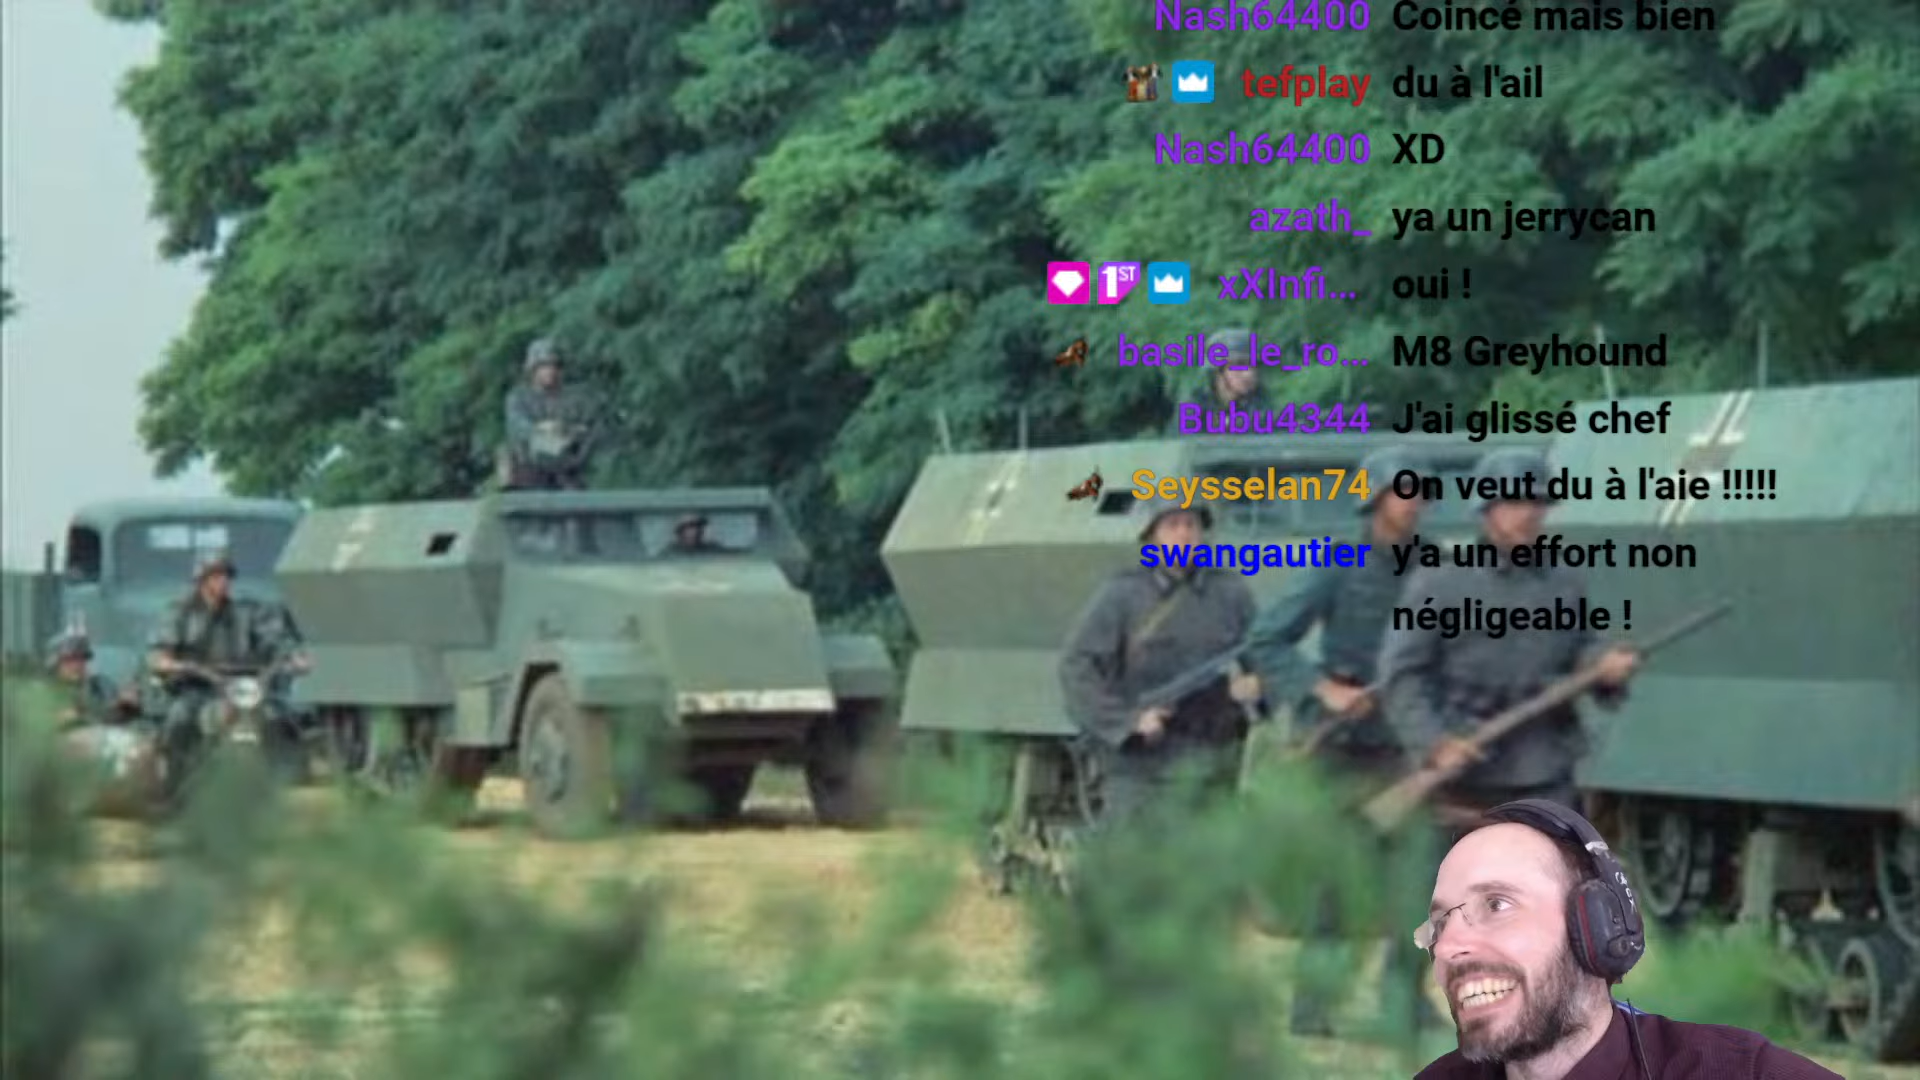 Nash64400 Coincé mais bien
tefplay du à l'ail
Nash64400 XD
azath_ ya un jerrycan
1ST xXInfi... oui !
basile_le_ro... M8 Greyhound
Bubu4344 J'ai glissé chef
Seysselan74 On veut du à l'aie !!!!!
swangautier y'a un effort non
négligeable !